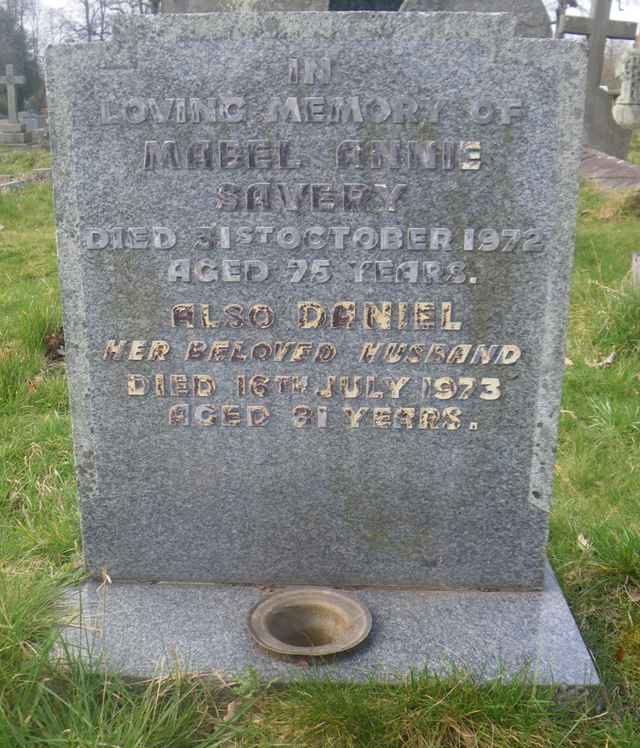 IN
LOVING MEMORY OF
MABEL ANNIE
SAVERY
DIED 31ST OCTOBER 1972
AGED 75 YEARS.
ALSO DANIEL
HER BELOVED HUSBAND
DIED 16TH JULY 1973
AGED 81 YEARS.